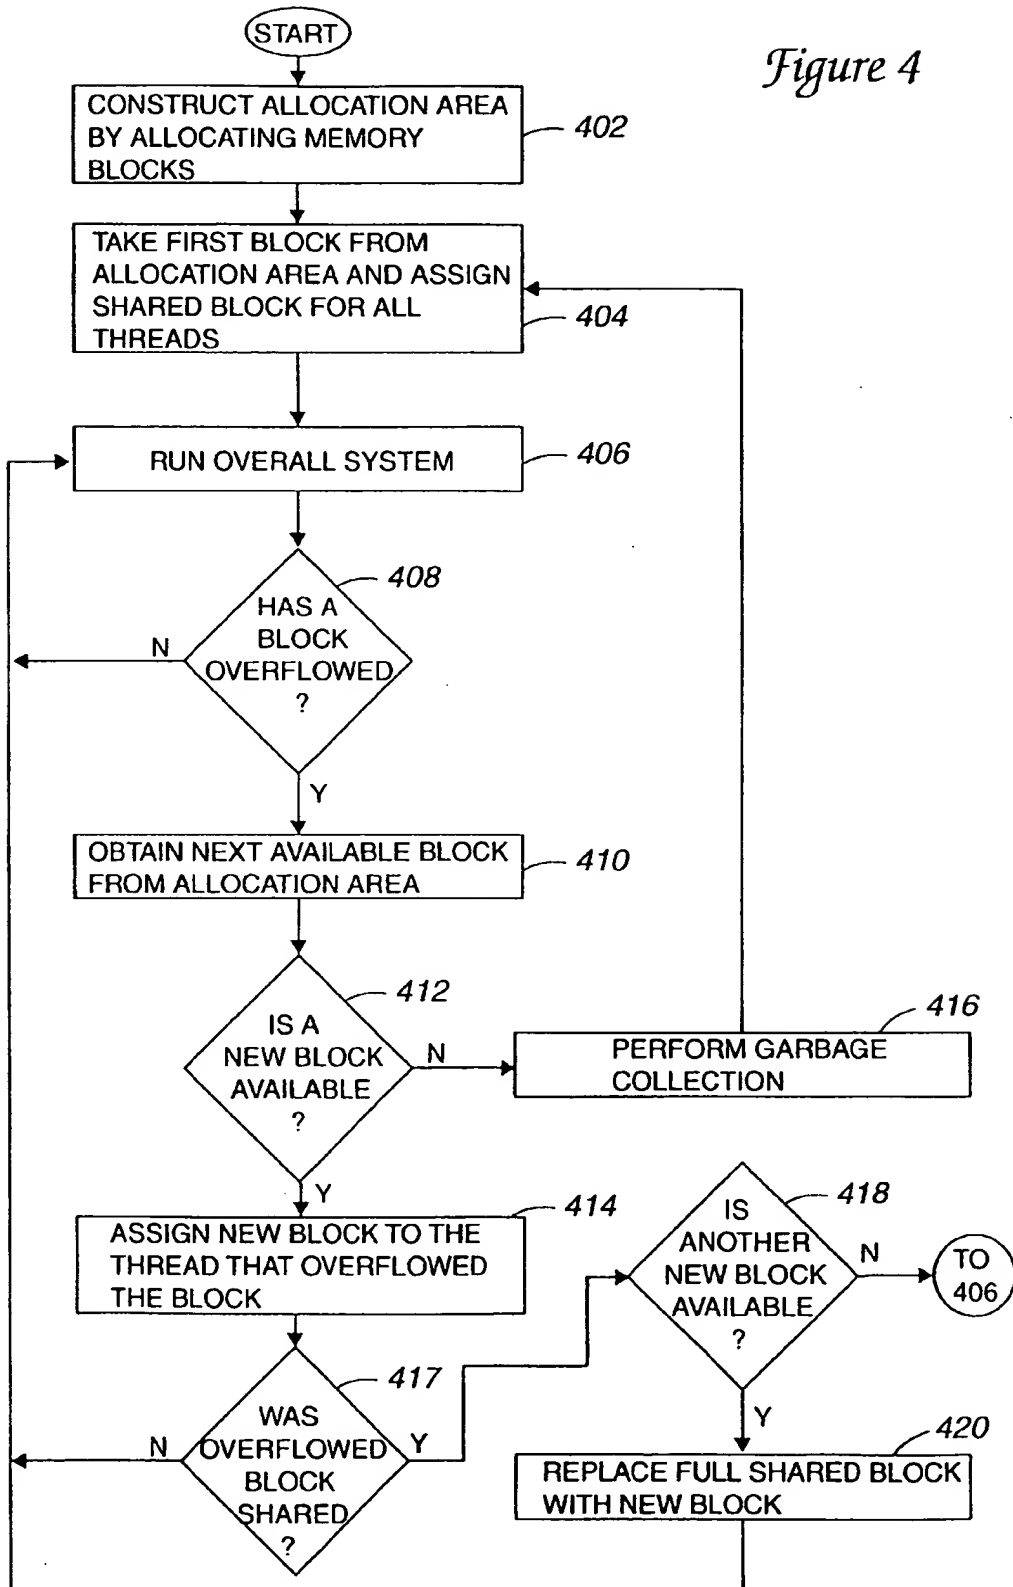 START
Figure 4
CONSTRUCT ALLOCATION AREA
BY ALLOCATING MEMORY
BLOCKS
402
TAKE FIRST BLOCK FROM
ALLOCATION AREA AND ASSIGN
SHARED BLOCK FOR ALL
THREADS
404
RUN OVERALL SYSTEM
406
408
HAS A
BLOCK
OVERFLOWED
?
N
Y
OBTAIN NEXT AVAILABLE BLOCK
FROM ALLOCATION AREA
410
412
IS A
NEW BLOCK
AVAILABLE
?
N
Y
416
PERFORM GARBAGE
COLLECTION
414
ASSIGN NEW BLOCK TO THE
THREAD THAT OVERFLOWED
THE BLOCK
417
WAS
OVERFLOWED
BLOCK
SHARED
?
N
Y
418
IS
ANOTHER
NEW BLOCK
AVAILABLE
?
N
TO
406
Y
420
REPLACE FULL SHARED BLOCK
WITH NEW BLOCK